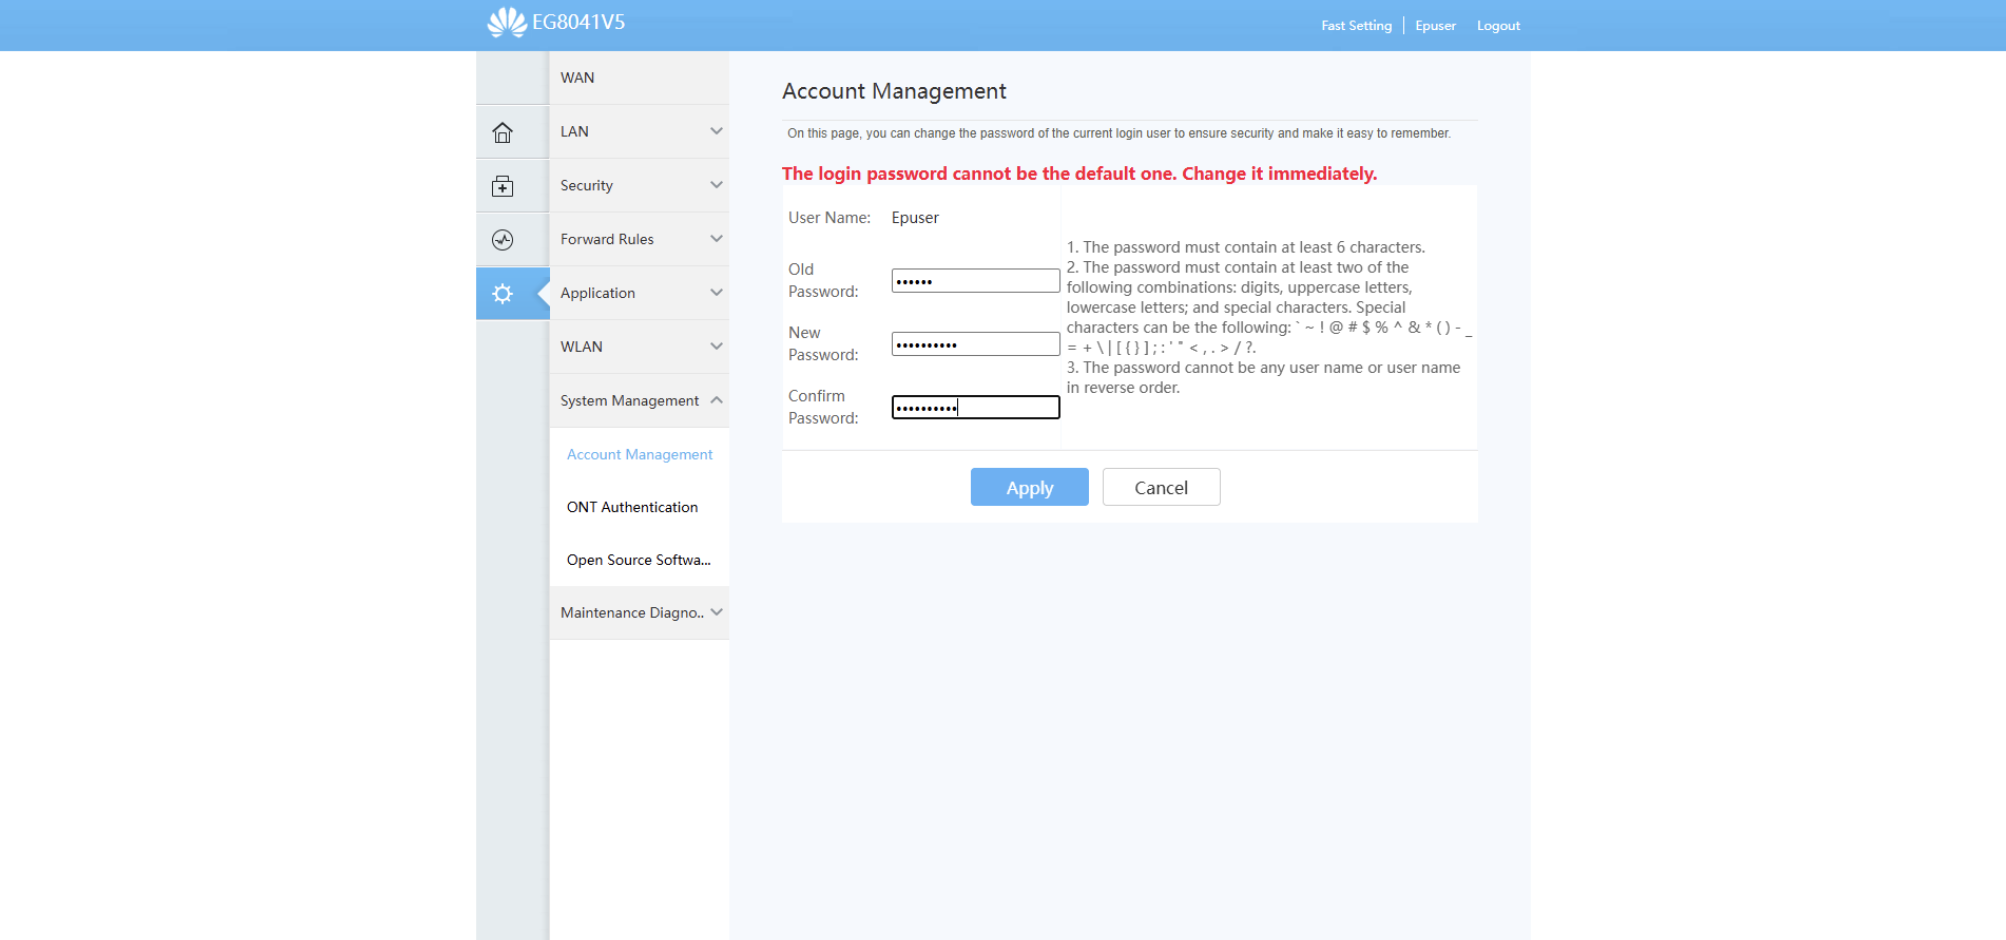 EG8041V5
Fast Setting
Epuser
Logout
WAN
LAN
Security
Forward Rules
Application
WLAN
System Management
Account Management
ONT Authentication
Open Source Softwa...
Maintenance Diagno..
Account Management
On this page, you can change the password of the current login user to ensure security and make it easy to remember.
The login password cannot be the default one. Change it immediately.
User Name: Epuser
Old
Password: ••••••
New
Password: ••••••••••
Confirm
Password: ••••••••••
1. The password must contain at least 6 characters.
2. The password must contain at least two of the
following combinations: digits, uppercase letters,
lowercase letters; and special characters. Special
characters can be the following: ` ~ ! @ # $ % ^ & * ( ) - _
= + \ | [ { } ] ; : ' " < , . > / ?.
3. The password cannot be any user name or user name
in reverse order.
Apply
Cancel